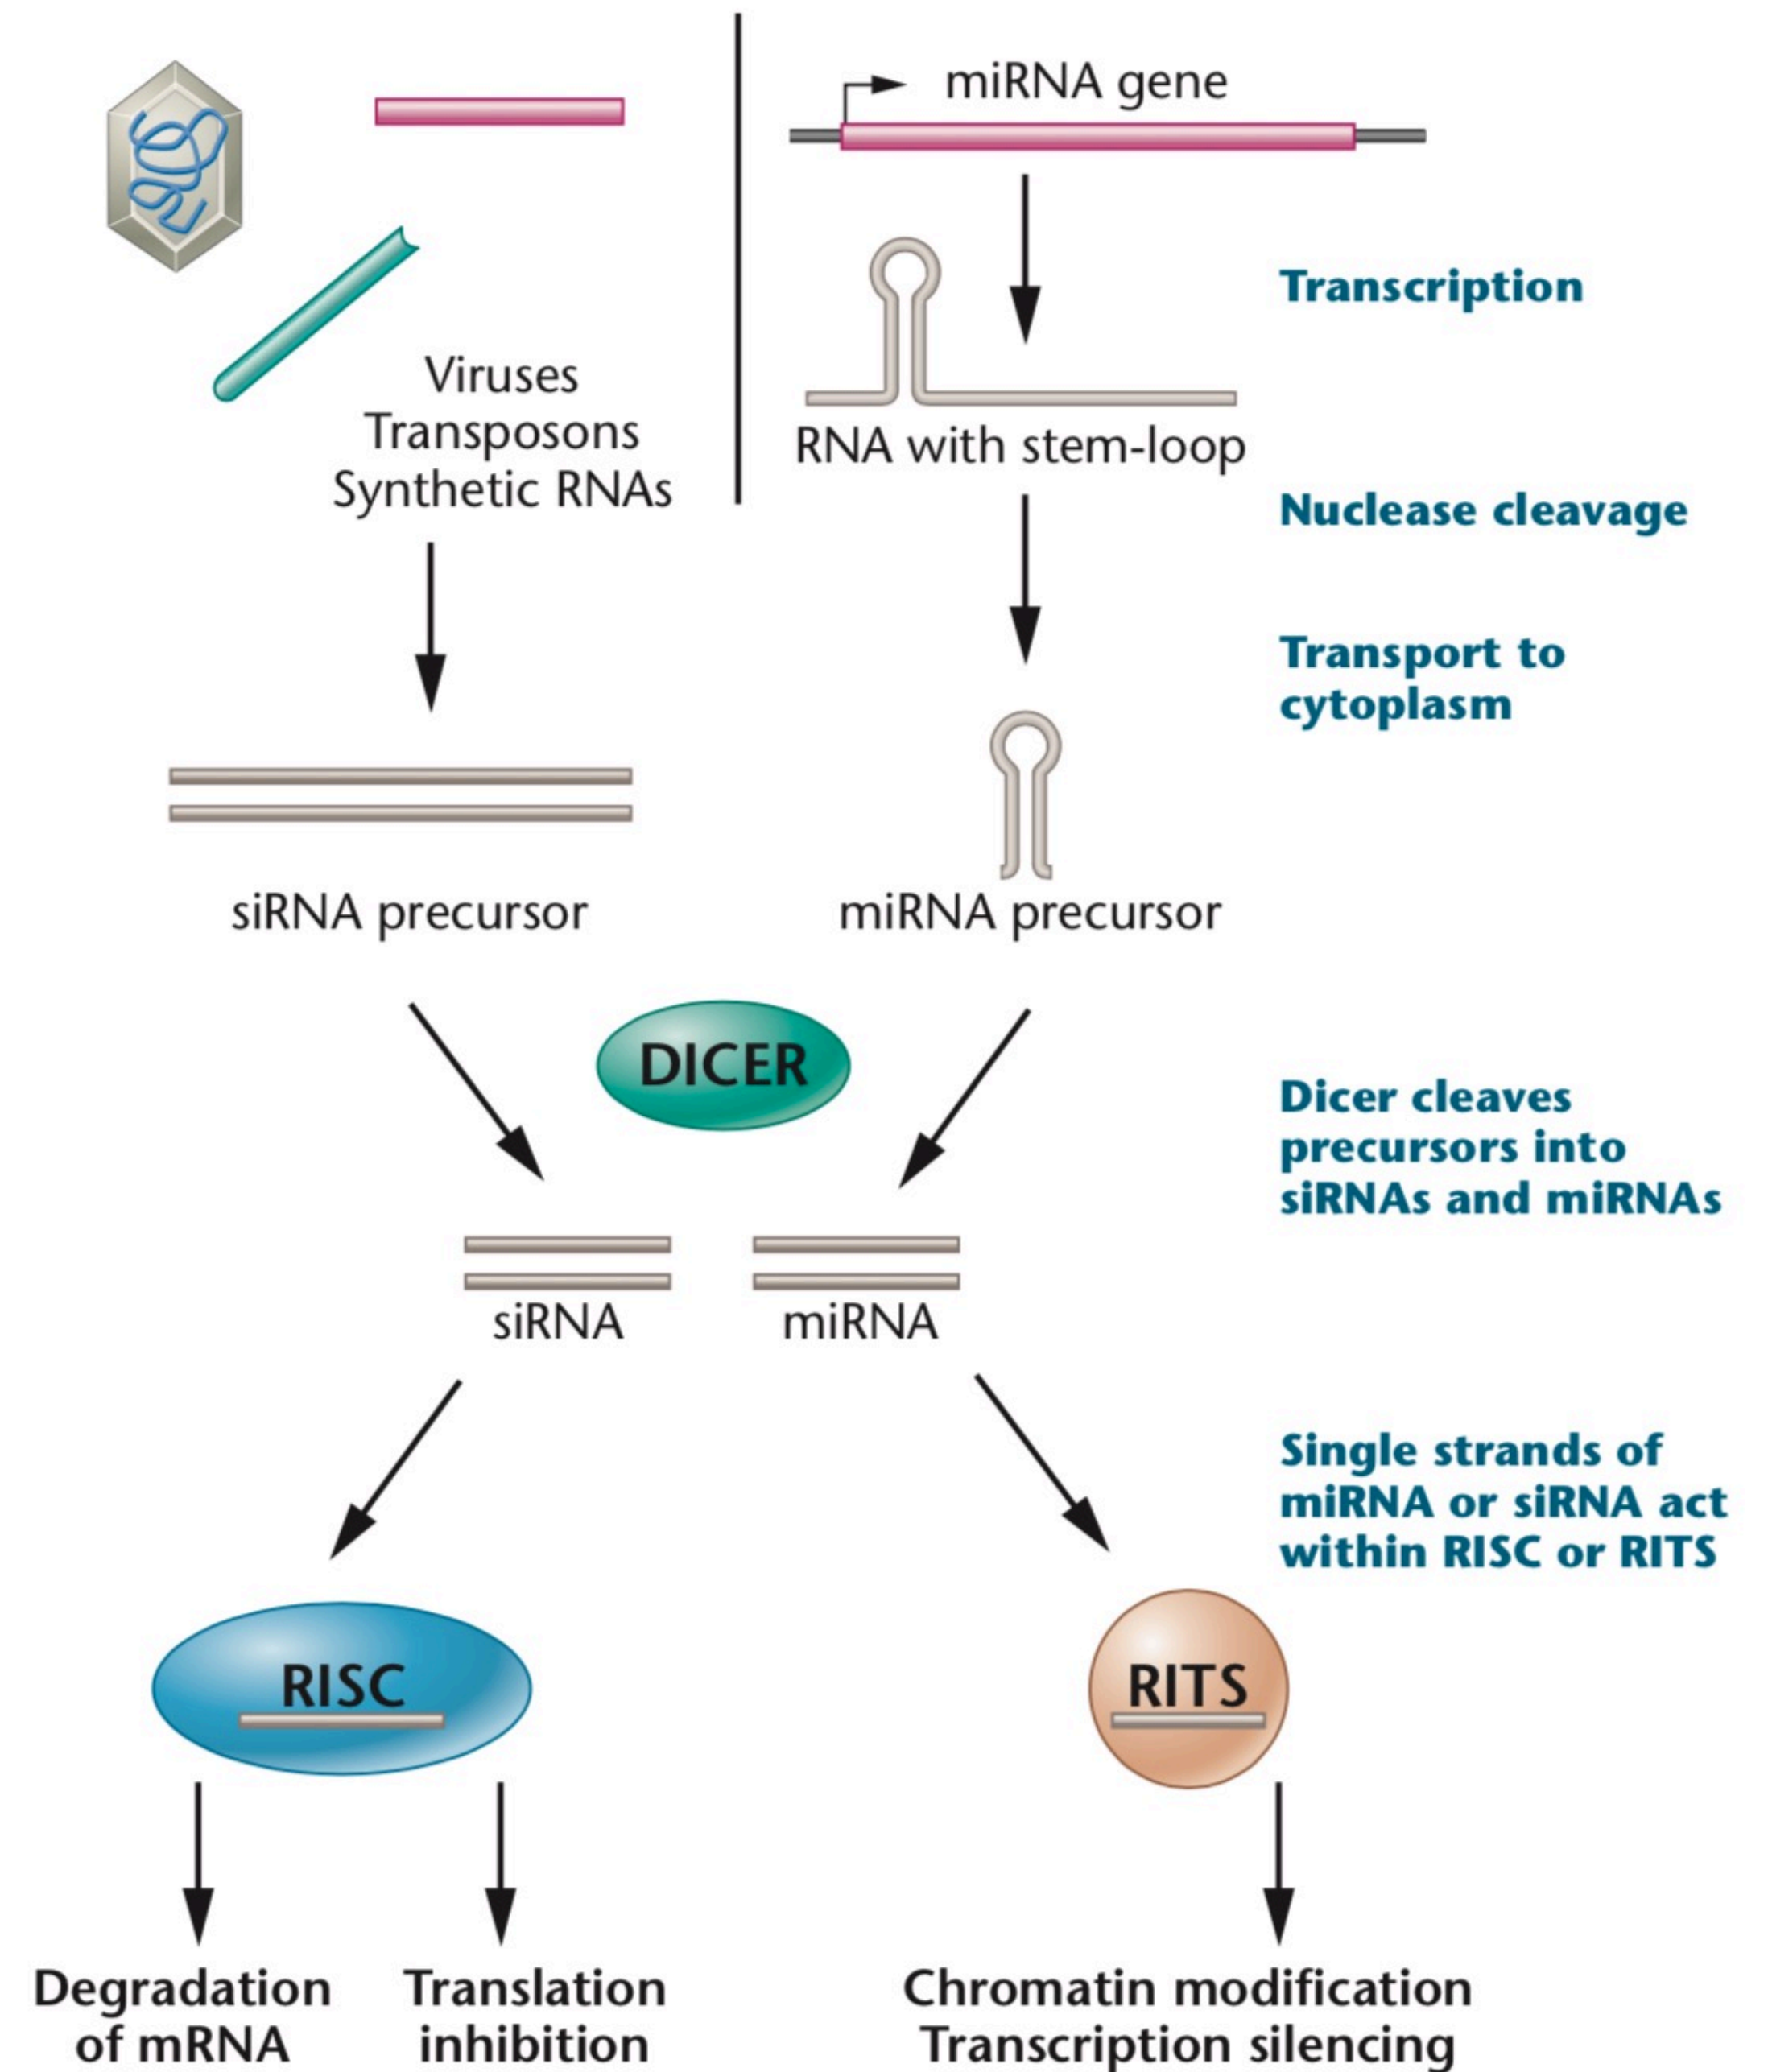 miRNA gene
Transcription
Viruses
Transposons
Synthetic RNAs
RNA with stem-loop
Nuclease cleavage
Transport to
cytoplasm
siRNA precursor
miRNA precursor
DICER
Dicer cleaves
precursors into
siRNAs and miRNAs
siRNA
miRNA
Single strands of
miRNA or siRNA act
within RISC or RITS
RISC
RITS
Degradation
of mRNA
Translation
inhibition
Chromatin modification
Transcription silencing